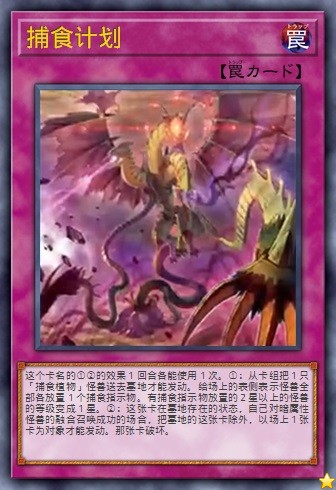 捕食计划
トラップ
罠
【罠カード】
这个卡名的①②的效果1回合各能使用1次。①：从卡组把1只
「捕食植物」怪兽送去墓地才能发动。给场上的表侧表示怪兽全
部各放置1个捕食指示物。有捕食指示物放置的2星以上的怪兽
的等级变成1星。②：这张卡在墓地存在的状态，自己对暗属性
怪兽的融合召唤成功的场合，把墓地的这张卡除外，以场上1张
卡为对象才能发动。那张卡破坏。